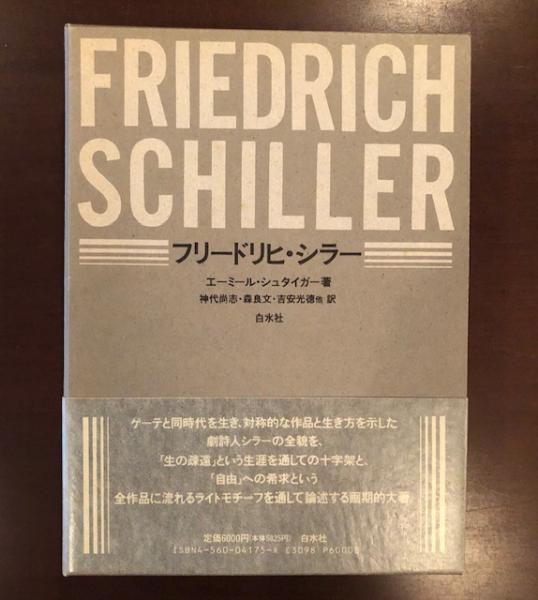 FRIEDRICH
SCHILLER
フリードリヒ・シラー
エーミール・シュタイガー著
神代尚志・森良文・吉安光徳他 訳
白水社
ゲーテと同時代を生き、対称的な作品と生き方を示した
劇詩人シラーの全貌を、
「生の疎遠」という生涯を通しての十字架と、
「自由」への希求という
全作品に流れるライトモチーフを通して論述する画期的大著
定価6000円(本体5825円) 白水社
ISBN4-560-04175-X C3098 P6000E